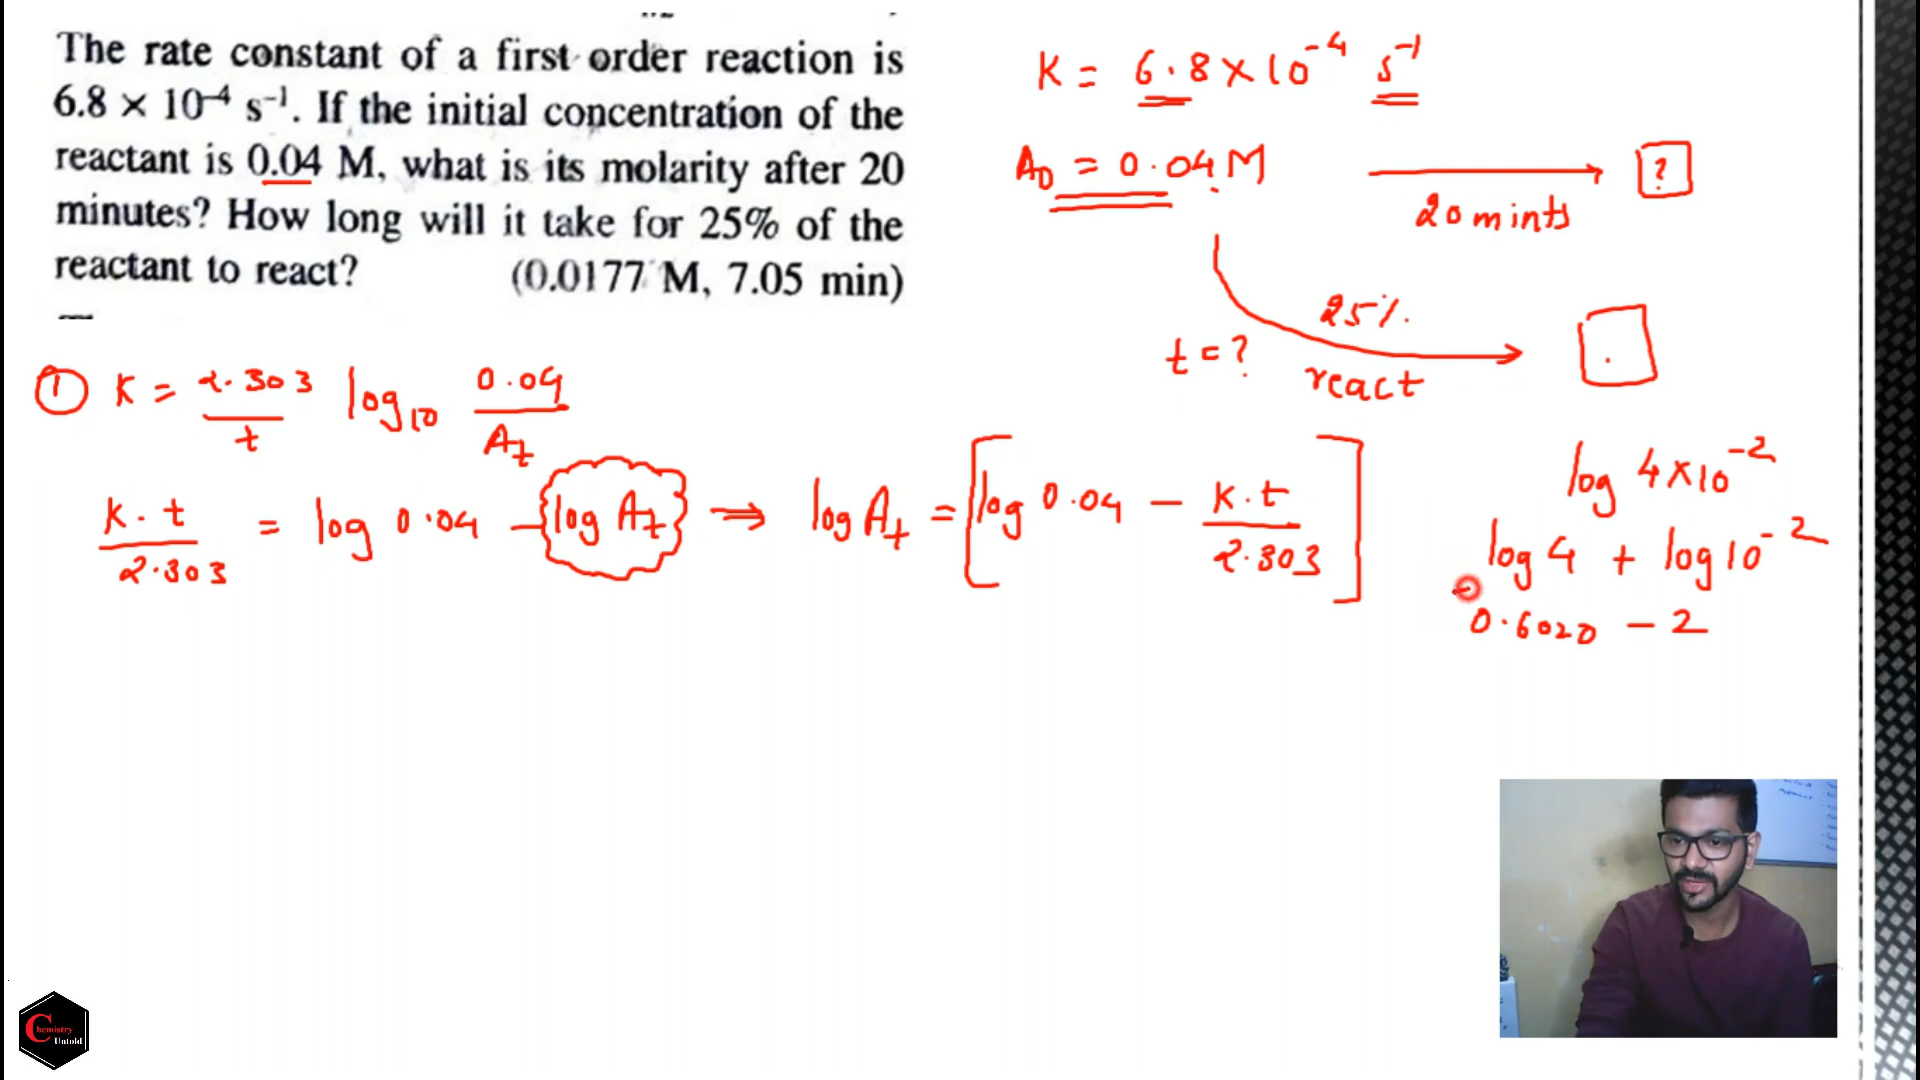 The rate constant of a first order reaction is
6.8 × 10⁻⁴ s⁻¹. If the initial concentration of the
reactant is 0.04 M, what is its molarity after 20
minutes? How long will it take for 25% of the
reactant to react? (0.0177 M, 7.05 min)
K = 6.8 × 10⁻⁴ s⁻¹
A₀ = 0.04 M
20 mints
?
25%
t = ?
react
① K = 2.303/t log₁₀ 0.04/Aₜ
K.t/2.303 = log 0.04 - log Aₜ ⇒ log Aₜ = [log 0.04 - K.t/2.303]
log 4×10⁻²
log 4 + log 10⁻²
0.6020 - 2
Chemistry
Untold